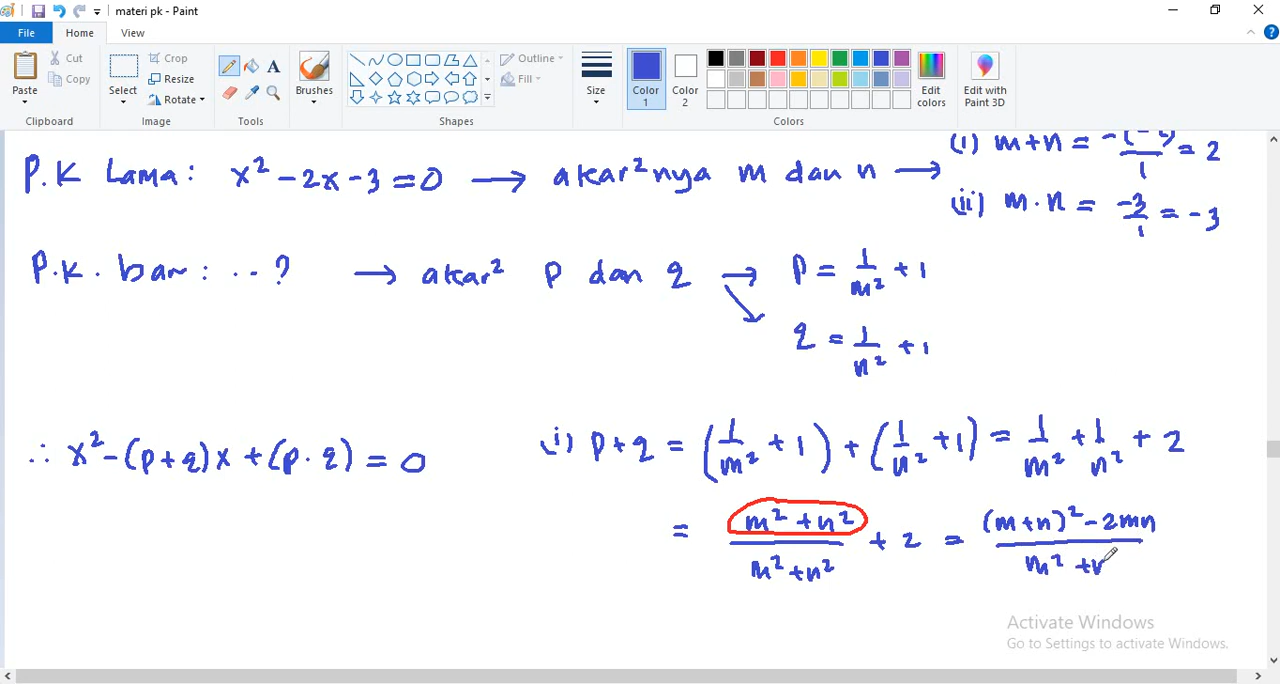 materi pk - Paint
File Home View
Paste Cut Copy Clipboard
Select Crop Resize Rotate Image
Tools
Brushes
Outline Fill Shapes
Size
Color 1 Color 2 Edit colors Colors
Edit with Paint 3D
P.K Lama: x² - 2x - 3 = 0 → akar²nya m dan n →
(i) m+n = -(-2)/1 = 2
(ii) m·n = -3/1 = -3
P.K. baru: ...? → akar² p dan q → p = 1/m² + 1
q = 1/n² + 1
∴ x² - (p+q)x + (p·q) = 0
(i) p+q = (1/m² + 1) + (1/n² + 1) = 1/m² + 1/n² + 2
= m² + n²/m² + n² + 2 = (m+n)² - 2mn/m² + n
Activate Windows
Go to Settings to activate Windows.